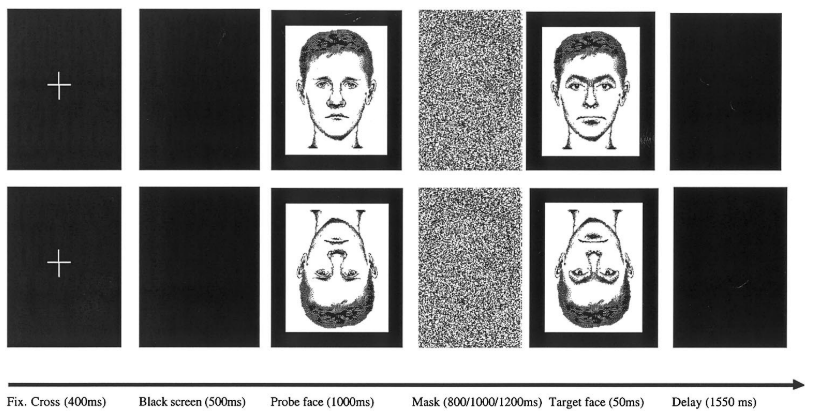 Fix. Cross (400ms) Black screen (500ms) Probe face (1000ms) Mask (800/1000/1200ms) Target face (50ms) Delay (1550 ms)